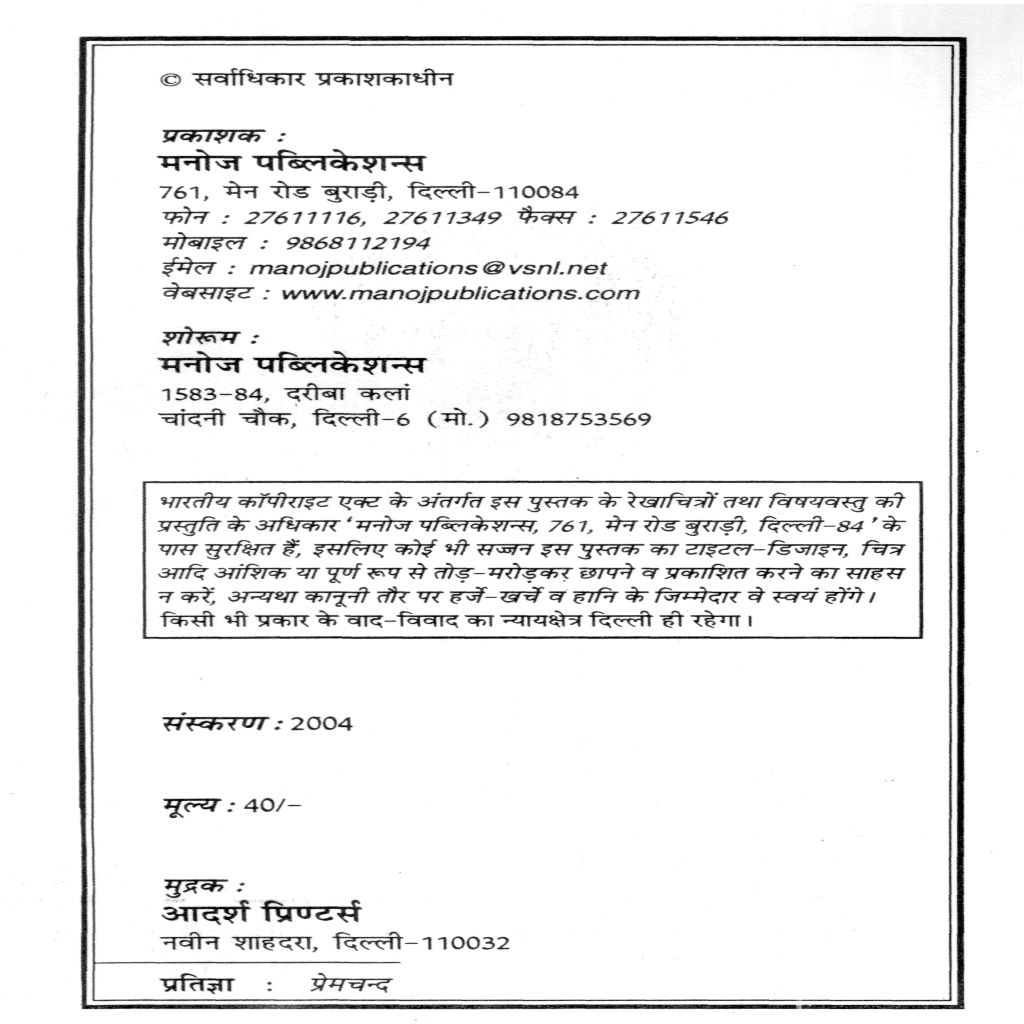 © सर्वाधिकार प्रकाशकाधीन
प्रकाशक :
मनोज पब्लिकेशन्स
761, मेन रोड बुराड़ी, दिल्ली-110084
फोन : 27611116, 27611349 फैक्स : 27611546
मोबाइल : 9868112194
ईमेल : manojpublications@vsnl.net
वेबसाइट : www.manojpublications.com
शोरूम :
मनोज पब्लिकेशन्स
1583-84, दरीबा कलां
चांदनी चौक, दिल्ली-6 (मो.) 9818753569
भारतीय कॉपीराइट एक्ट के अंतर्गत इस पुस्तक के रेखाचित्रों तथा विषयवस्तु की
प्रस्तुति के अधिकार ‘मनोज पब्लिकेशन्स, 761, मेन रोड बुराड़ी, दिल्ली-84’ के
पास सुरक्षित हैं, इसलिए कोई भी सज्जन इस पुस्तक का टाइटल-डिजाइन, चित्र
आदि आंशिक या पूर्ण रूप से तोड़-मरोड़कर छापने व प्रकाशित करने का साहस
न करें, अन्यथा कानूनी तौर पर हर्जे-खर्चे व हानि के जिम्मेदार वे स्वयं होंगे।
किसी भी प्रकार के वाद-विवाद का न्यायक्षेत्र दिल्ली ही रहेगा।
संस्करण : 2004
मूल्य : 40/-
मुद्रक :
आदर्श प्रिण्टर्स
नवीन शाहदरा, दिल्ली-110032
प्रतिज्ञा : प्रेमचन्द